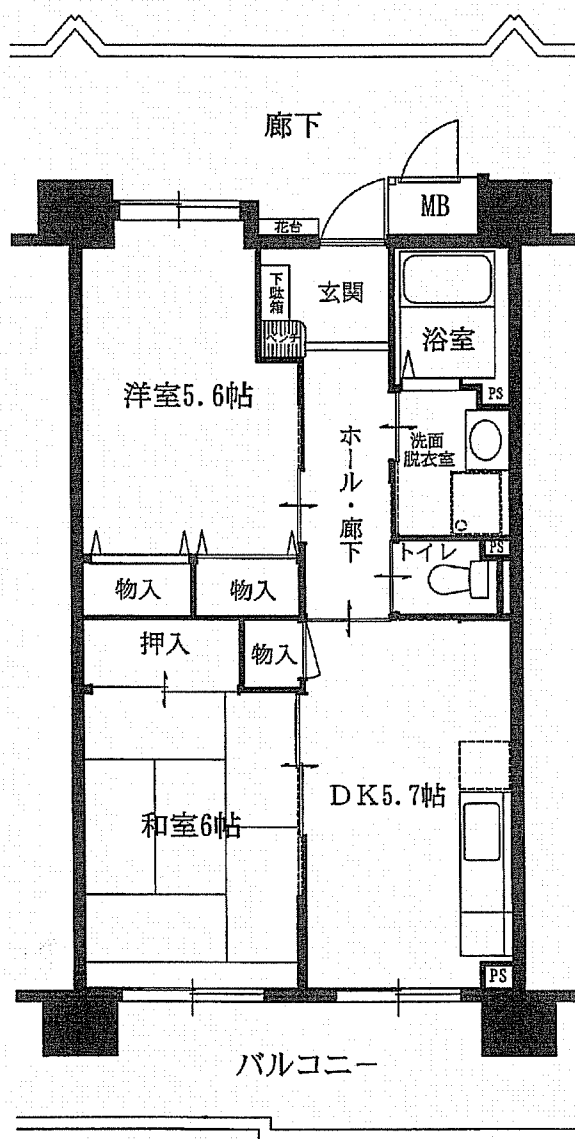 廊下
MB
花台
下駄箱
玄関
ベンチ
浴室
PS
洋室5.6帖
ホール・廊下
洗面
脱衣室
PS
トイレ
物入
物入
押入
物入
和室6帖
DK5.7帖
PS
バルコニー